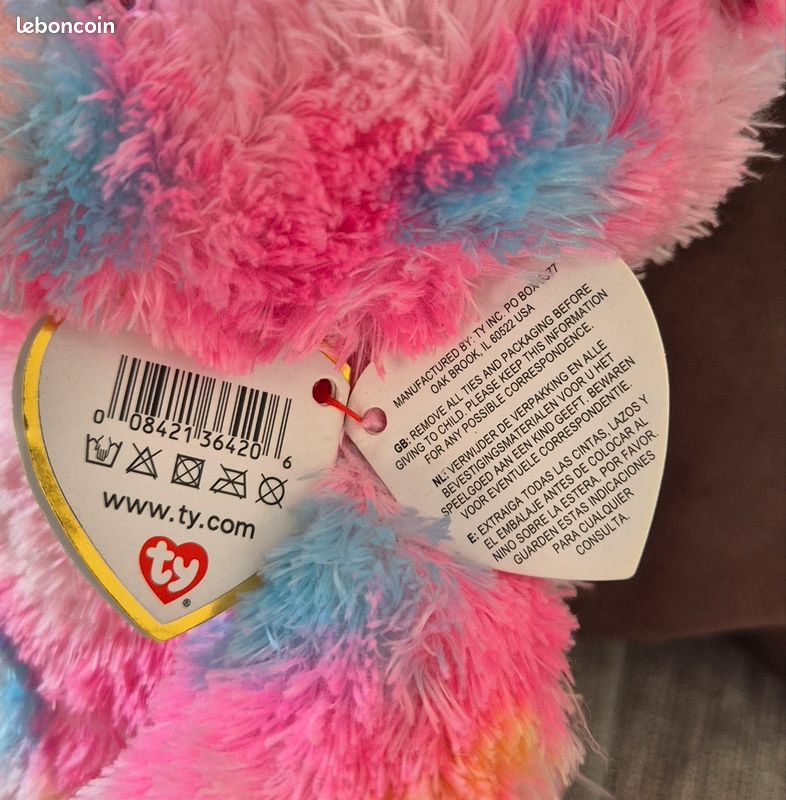 leboncoin
0 08421 36420 6
www.ty.com
ty
®
MANUFACTURED BY: TY INC. PO BOX 77
OAK BROOK, IL 60522 USA
GB: REMOVE ALL TIES AND PACKAGING BEFORE
GIVING TO CHILD. PLEASE KEEP THIS INFORMATION
FOR ANY POSSIBLE CORRESPONDENCE.
NL: VERWIJDER DE VERPAKKING EN ALLE
BEVESTIGINGSMATERIALEN VOOR U HET
SPEELGOED AAN EEN KIND GEEFT. BEWAREN
VOOR EVENTUELE CORRESPONDENTIE.
E: EXTRAIGA TODAS LAS CINTAS, LAZOS Y
EL EMBALAJE ANTES DE COLOCAR AL
NINO SOBRE LA ESTERA. POR FAVOR,
GUARDEN ESTAS INDICACIONES
PARA CUALQUIER
CONSULTA.